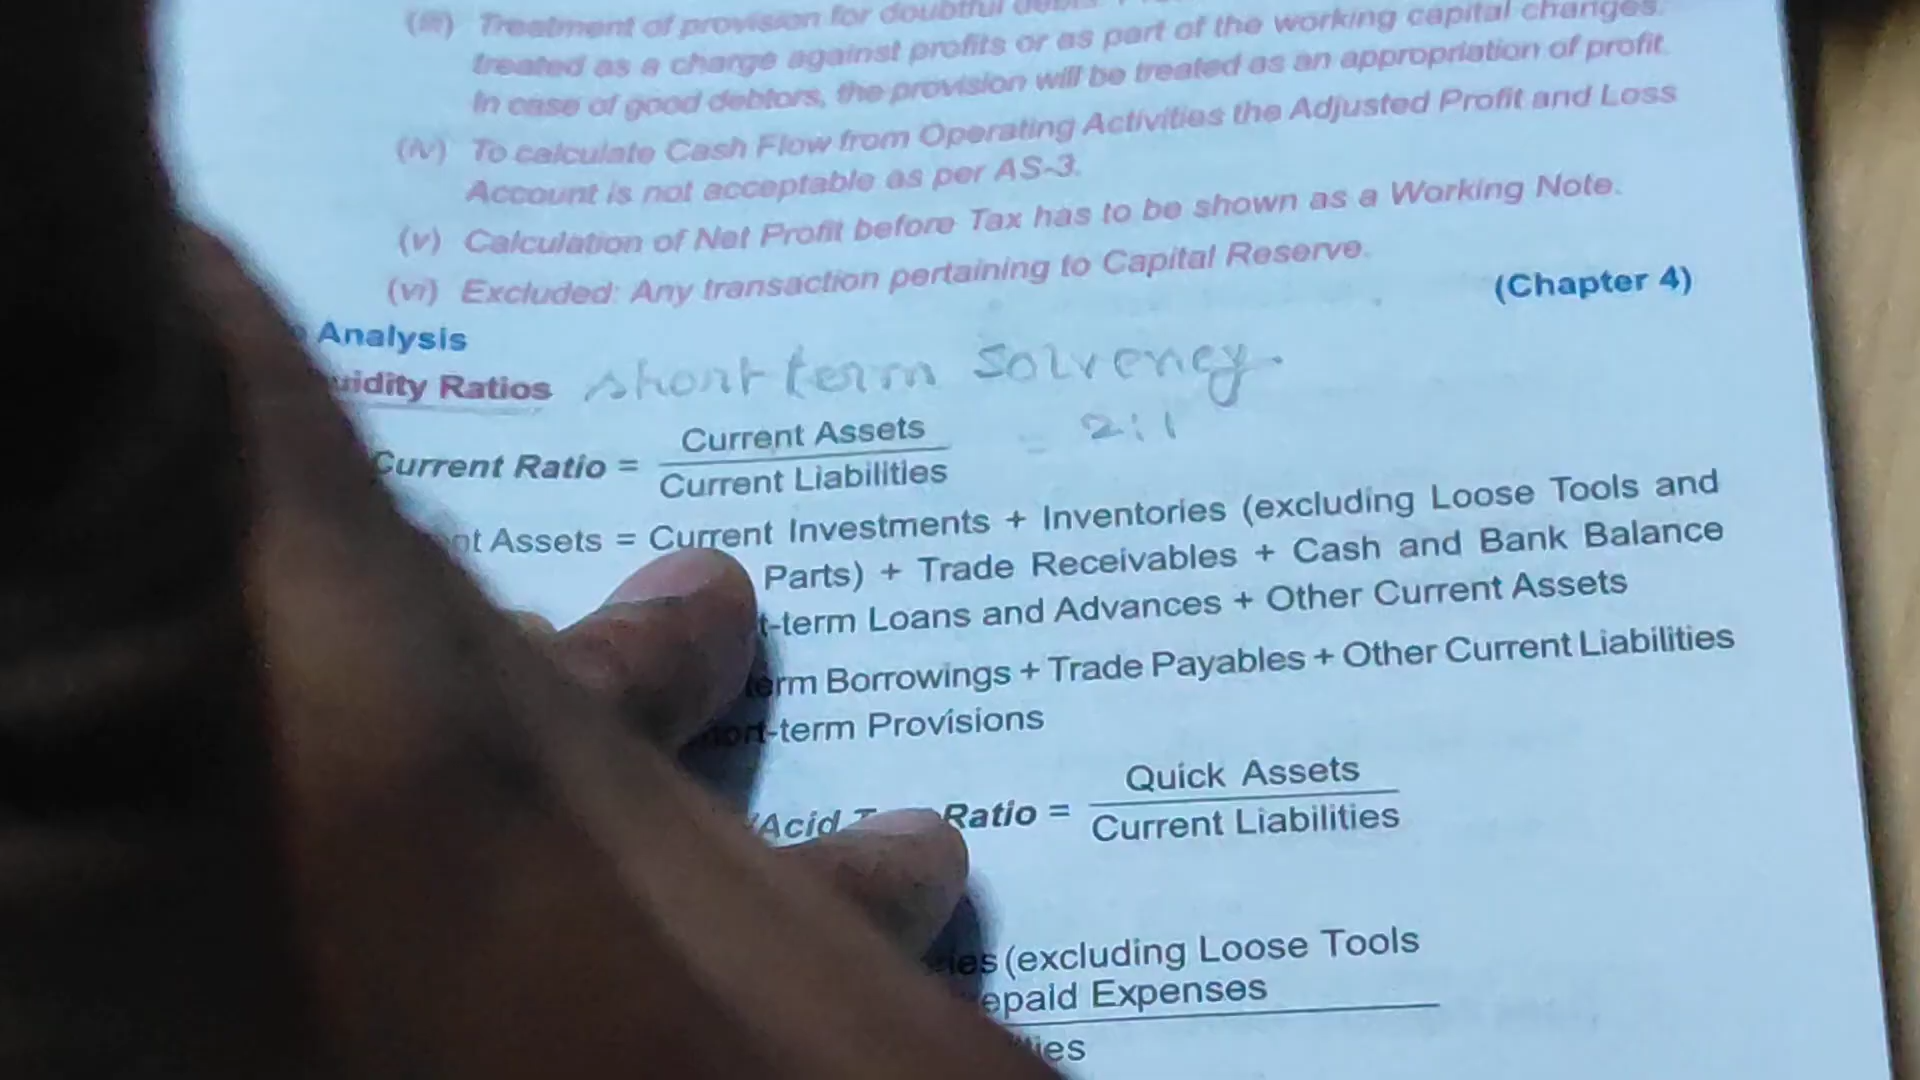 (iii) Treatment of provision for doubtful
treated as a charge against profits or as part of the working capital changes.
In case of good debtors, the provision will be treated as an appropriation of profit.
(iv) To calculate Cash Flow from Operating Activities the Adjusted Profit and Loss
Account is not acceptable as per AS-3.
(v) Calculation of Net Profit before Tax has to be shown as a Working Note.
(vi) Excluded: Any transaction pertaining to Capital Reserve.
(Chapter 4)
Analysis
Ratios short term solvency.
Current Ratio = Current Assets = 2:1
Current Liabilities
Assets = Current Investments + Inventories (excluding Loose Tools and
Parts) + Trade Receivables + Cash and Bank Balance
-term Loans and Advances + Other Current Assets
Borrowings + Trade Payables + Other Current Liabilities
-term Provisions
Acid Ratio = Quick Assets
Current Liabilities
(excluding Loose Tools
Expenses